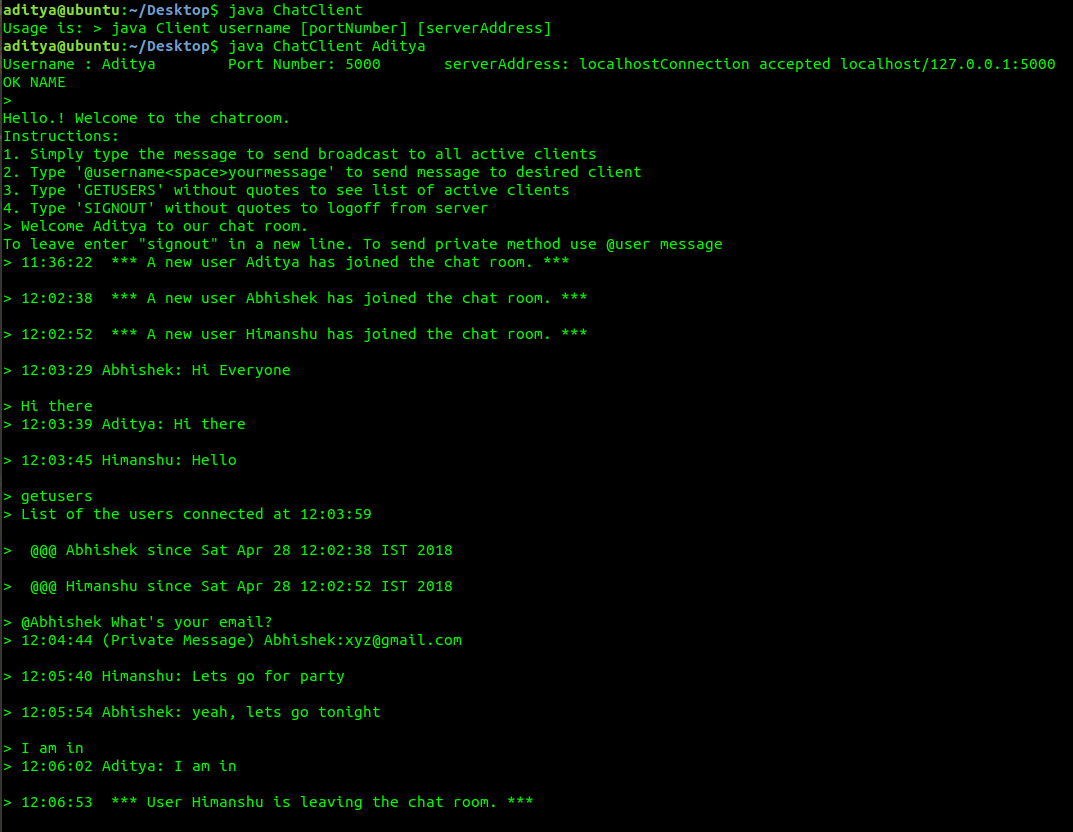 aditya@ubuntu:~/Desktop$ java ChatClient
Usage is: > java Client username [portNumber] [serverAddress]
aditya@ubuntu:~/Desktop$ java ChatClient Aditya
Username : Aditya        Port Number: 5000       serverAddress: localhostConnection accepted localhost/127.0.0.1:5000
OK NAME
>
Hello.! Welcome to the chatroom.
Instructions:
1. Simply type the message to send broadcast to all active clients
2. Type '@username<space>yourmessage' to send message to desired client
3. Type 'GETUSERS' without quotes to see list of active clients
4. Type 'SIGNOUT' without quotes to logoff from server
> Welcome Aditya to our chat room.
To leave enter "signout" in a new line. To send private method use @user message
> 11:36:22  *** A new user Aditya has joined the chat room. ***
> 12:02:38  *** A new user Abhishek has joined the chat room. ***
> 12:02:52  *** A new user Himanshu has joined the chat room. ***
> 12:03:29 Abhishek: Hi Everyone
> Hi there
> 12:03:39 Aditya: Hi there
> 12:03:45 Himanshu: Hello
> getusers
> List of the users connected at 12:03:59
>  @@@ Abhishek since Sat Apr 28 12:02:38 IST 2018
>  @@@ Himanshu since Sat Apr 28 12:02:52 IST 2018
> @Abhishek What's your email?
> 12:04:44 (Private Message) Abhishek:xyz@gmail.com
> 12:05:40 Himanshu: Lets go for party
> 12:05:54 Abhishek: yeah, lets go tonight
> I am in
> 12:06:02 Aditya: I am in
> 12:06:53  *** User Himanshu is leaving the chat room. ***